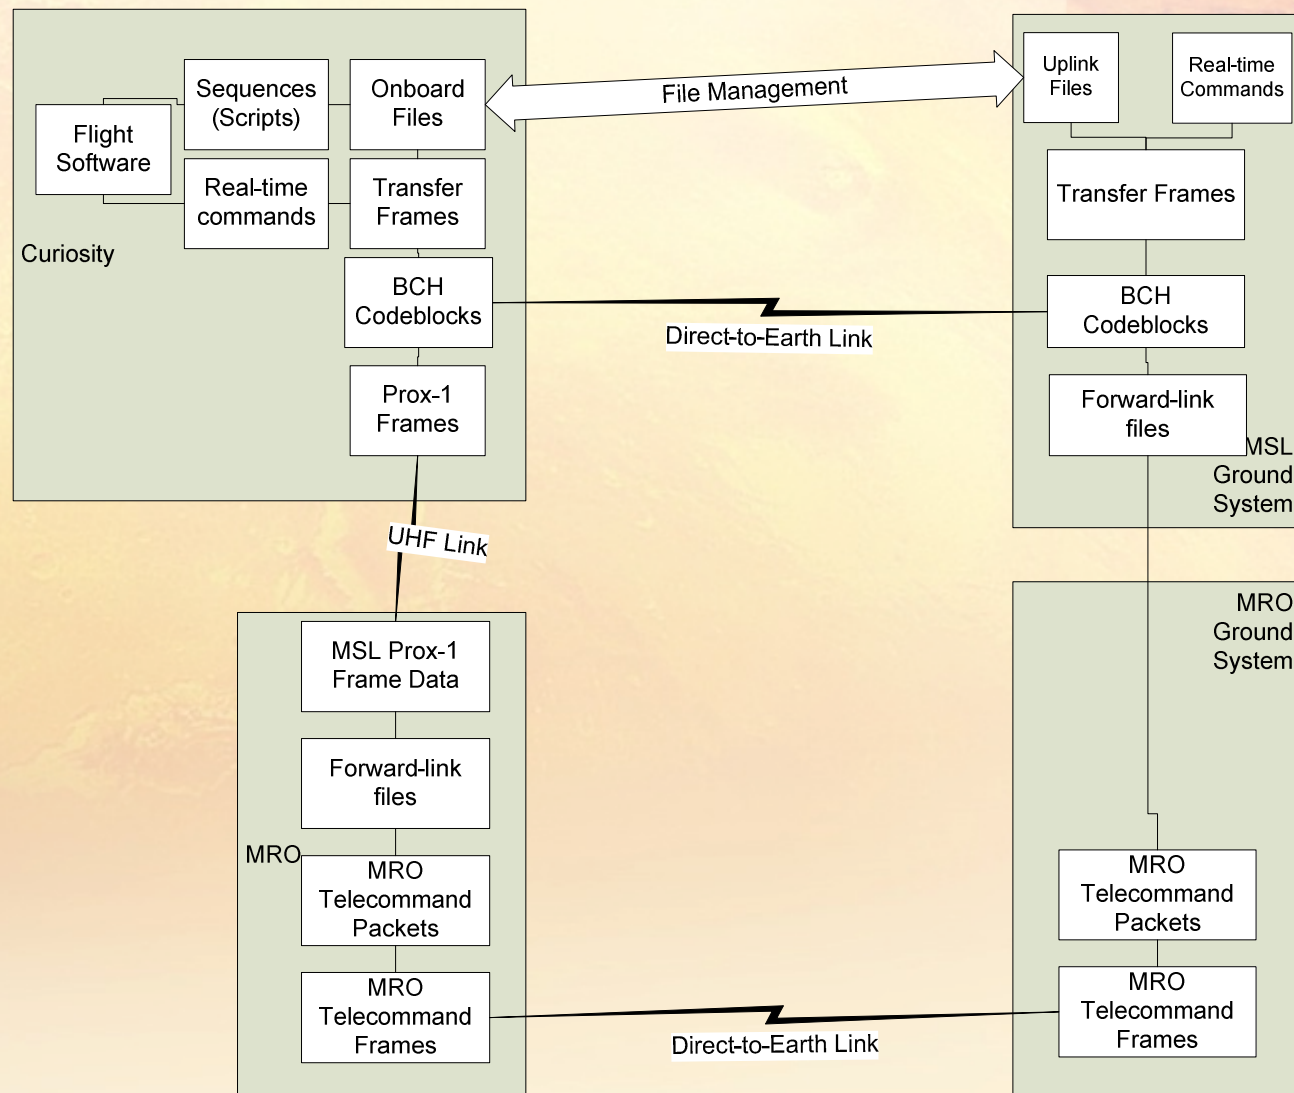 Sequences
(Scripts)
Onboard
Files
Flight
Software
Real-time
commands
Transfer
Frames
Curiosity
BCH
Codeblocks
Prox-1
Frames
File Management
Uplink
Files
Real-time
Commands
Transfer Frames
BCH
Codeblocks
Forward-link
files
MSL
Ground
System
Direct-to-Earth Link
UHF Link
MSL Prox-1
Frame Data
Forward-link
files
MRO
MRO
Telecommand
Packets
MRO
Telecommand
Frames
MRO
Ground
System
MRO
Telecommand
Packets
MRO
Telecommand
Frames
Direct-to-Earth Link